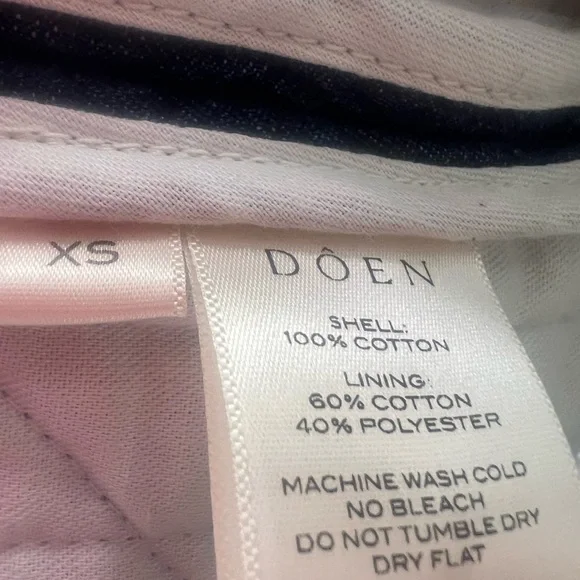 XS
DÔEN
SHELL:
100% COTTON
LINING:
60% COTTON
40% POLYESTER
MACHINE WASH COLD
NO BLEACH
DO NOT TUMBLE DRY
DRY FLAT